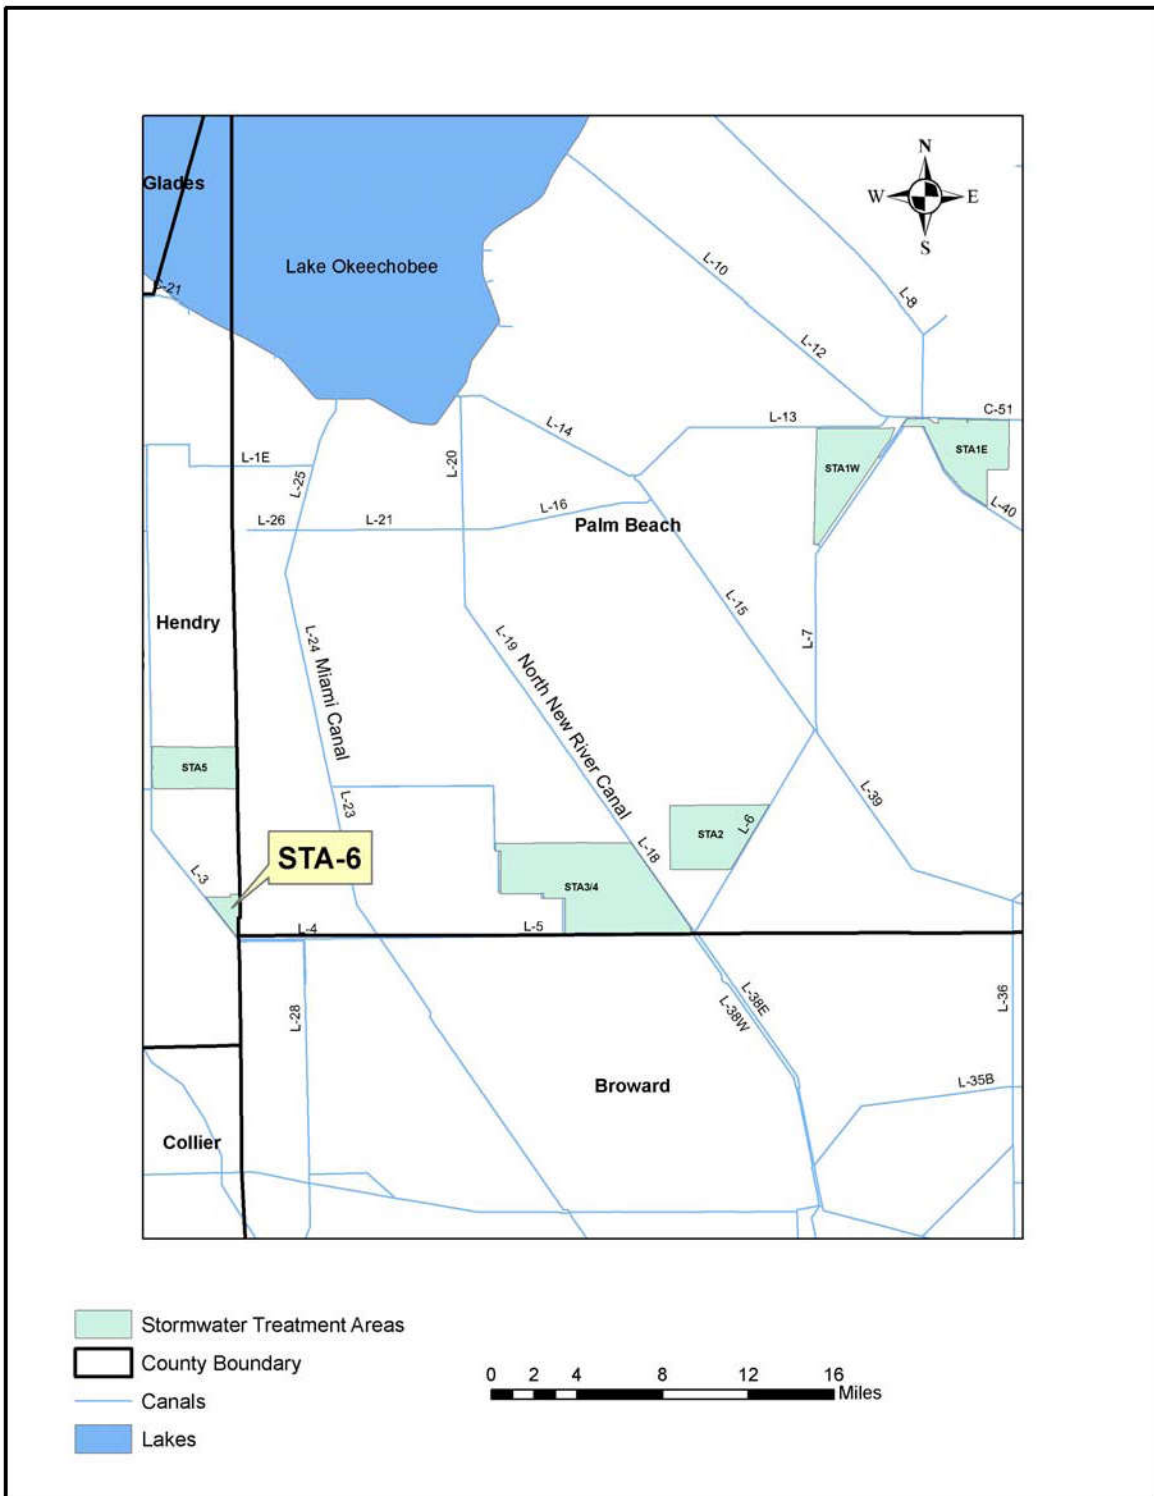 N
Glades
W E
S
Lake Okeechobee
L-10
C-21
L-8
L-12
C-51
L-13
L-14
STA1E
L-20
L-1E
STA1W
L-25
L-16
L-40
L-26
L-21
Palm Beach
L-15
Hendry
L-7
L-24
Miami Canal
L-19
North New River Canal
STA5
L-23
L-39
L-6
STA2
L-18
STA-6
L-3
STA3/4
L-4
L-5
L-38E
L-36
L-28
L-38W
Broward
L-35B
Collier
Stormwater Treatment Areas
County Boundary
0 2 4 8 12 16
Miles
Canals
Lakes